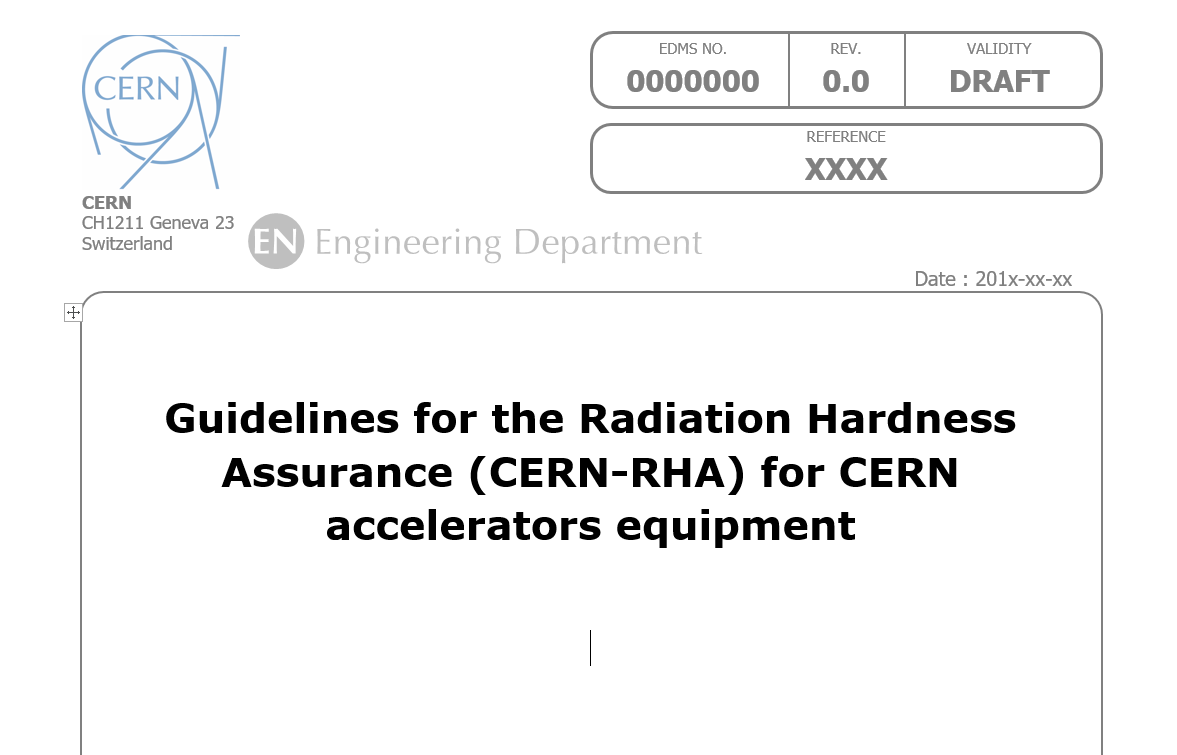 CERN
EDMS NO. REV. VALIDITY
0000000 0.0 DRAFT
REFERENCE
XXXX
CERN
CH1211 Geneva 23
Switzerland
EN Engineering Department
Date : 201x-xx-xx
Guidelines for the Radiation Hardness
Assurance (CERN-RHA) for CERN
accelerators equipment